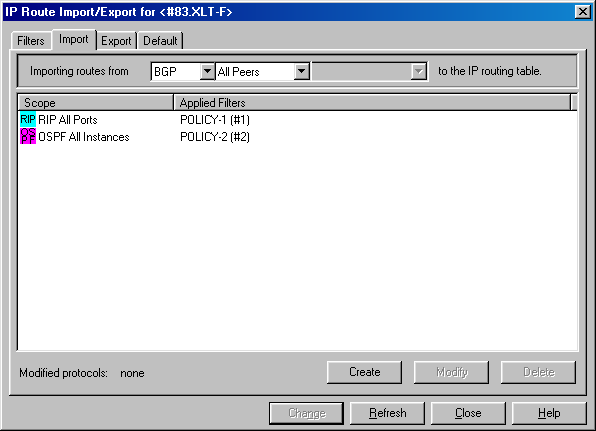 IP Route Import/Export for <#83.XLT-F>
Filters Import Export Default
Importing routes from BGP All Peers to the IP routing table.
Scope Applied Filters
RIP RIP All Ports POLICY-1 (#1)
OSPF OSPF All Instances POLICY-2 (#2)
Modified protocols: none Create Modify Delete
Change Refresh Close Help